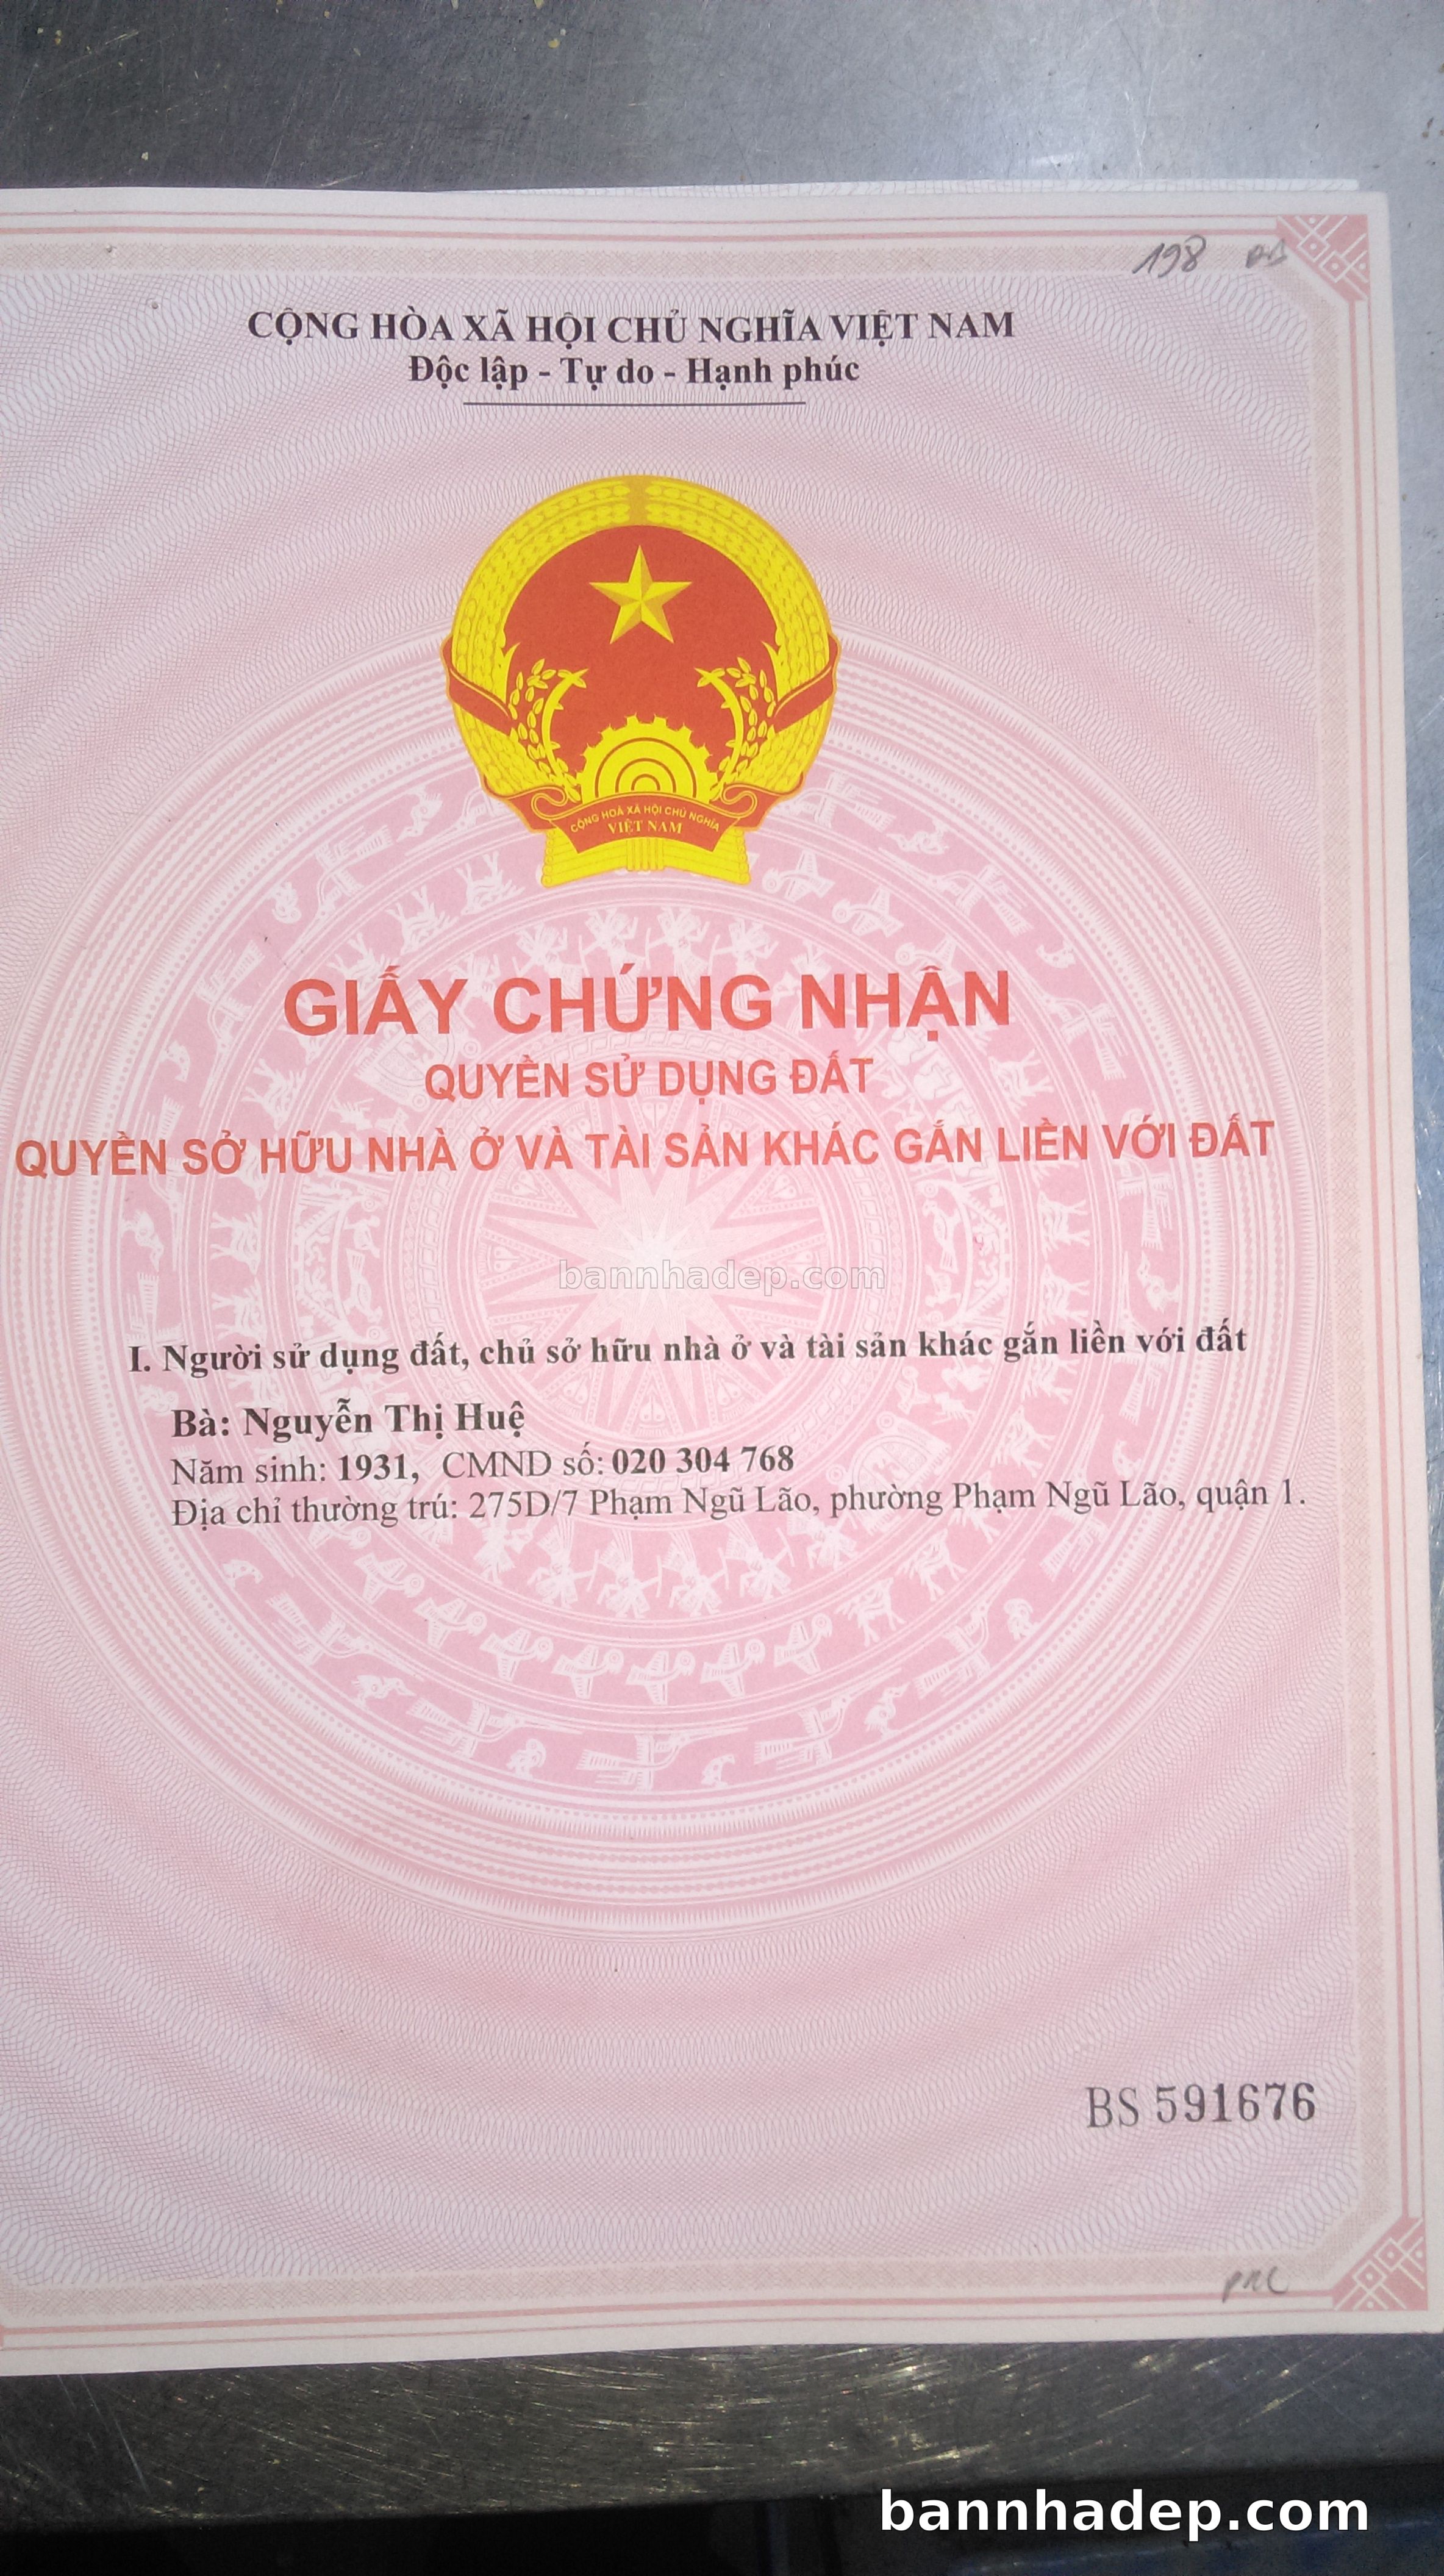 198
CỘNG HÒA XÃ HỘI CHỦ NGHĨA VIỆT NAM
Độc lập - Tự do - Hạnh phúc
CỘNG HOÀ XÃ HỘI CHỦ NGHĨA
VIỆT NAM
GIẤY CHỨNG NHẬN
QUYỀN SỬ DỤNG ĐẤT
QUYỀN SỞ HỮU NHÀ Ở VÀ TÀI SẢN KHÁC GẮN LIỀN VỚI ĐẤT
bannhadep.com
I. Người sử dụng đất, chủ sở hữu nhà ở và tài sản khác gắn liền với đất
Bà: Nguyễn Thị Huệ
Năm sinh: 1931, CMND số: 020 304 768
Địa chỉ thường trú: 275D/7 Phạm Ngũ Lão, phường Phạm Ngũ Lão, quận 1.
BS 591676
bannhadep.com